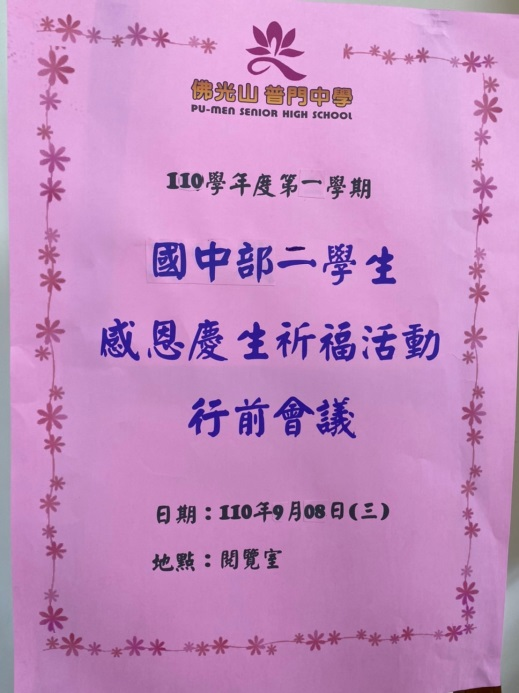 佛光山 普門中學
PU-MEN SENIOR HIGH SCHOOL
110學年度第一學期
國中部二學生
感恩慶生祈福活動
行前會議
日期：110年9月08日(三)
地點：閱覽室